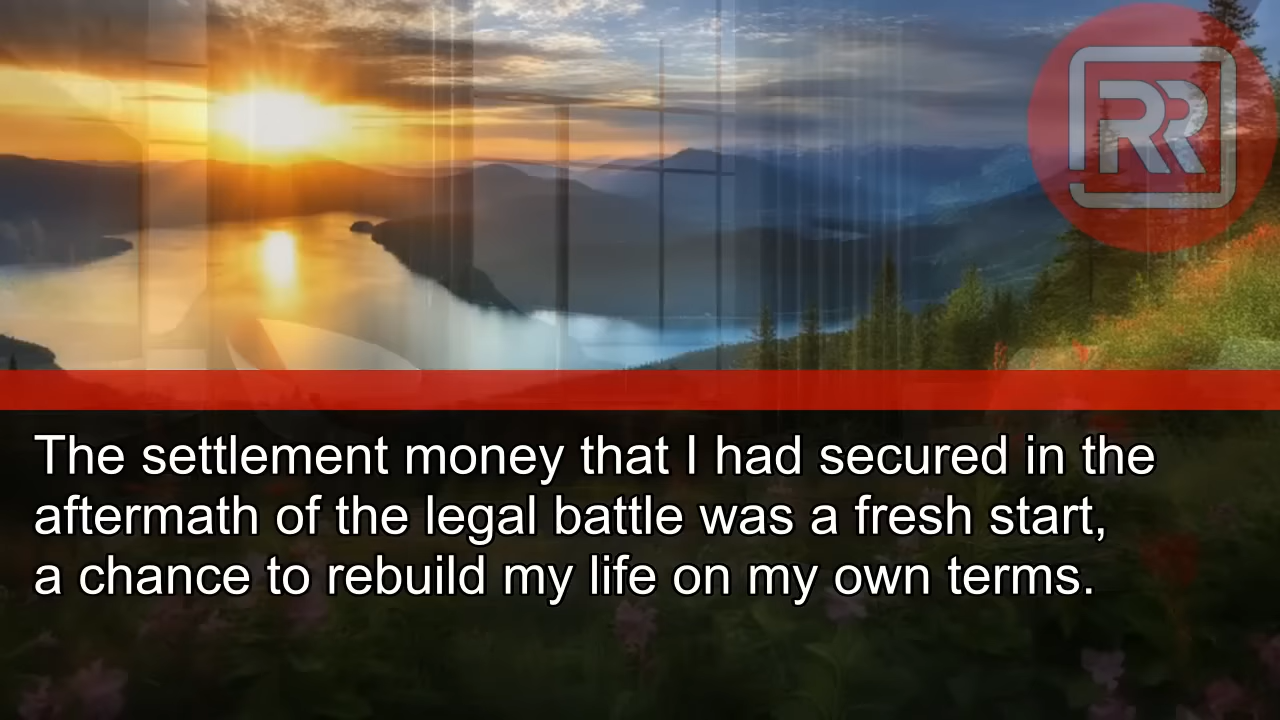 RR
The settlement money that I had secured in the
aftermath of the legal battle was a fresh start,
a chance to rebuild my life on my own terms.